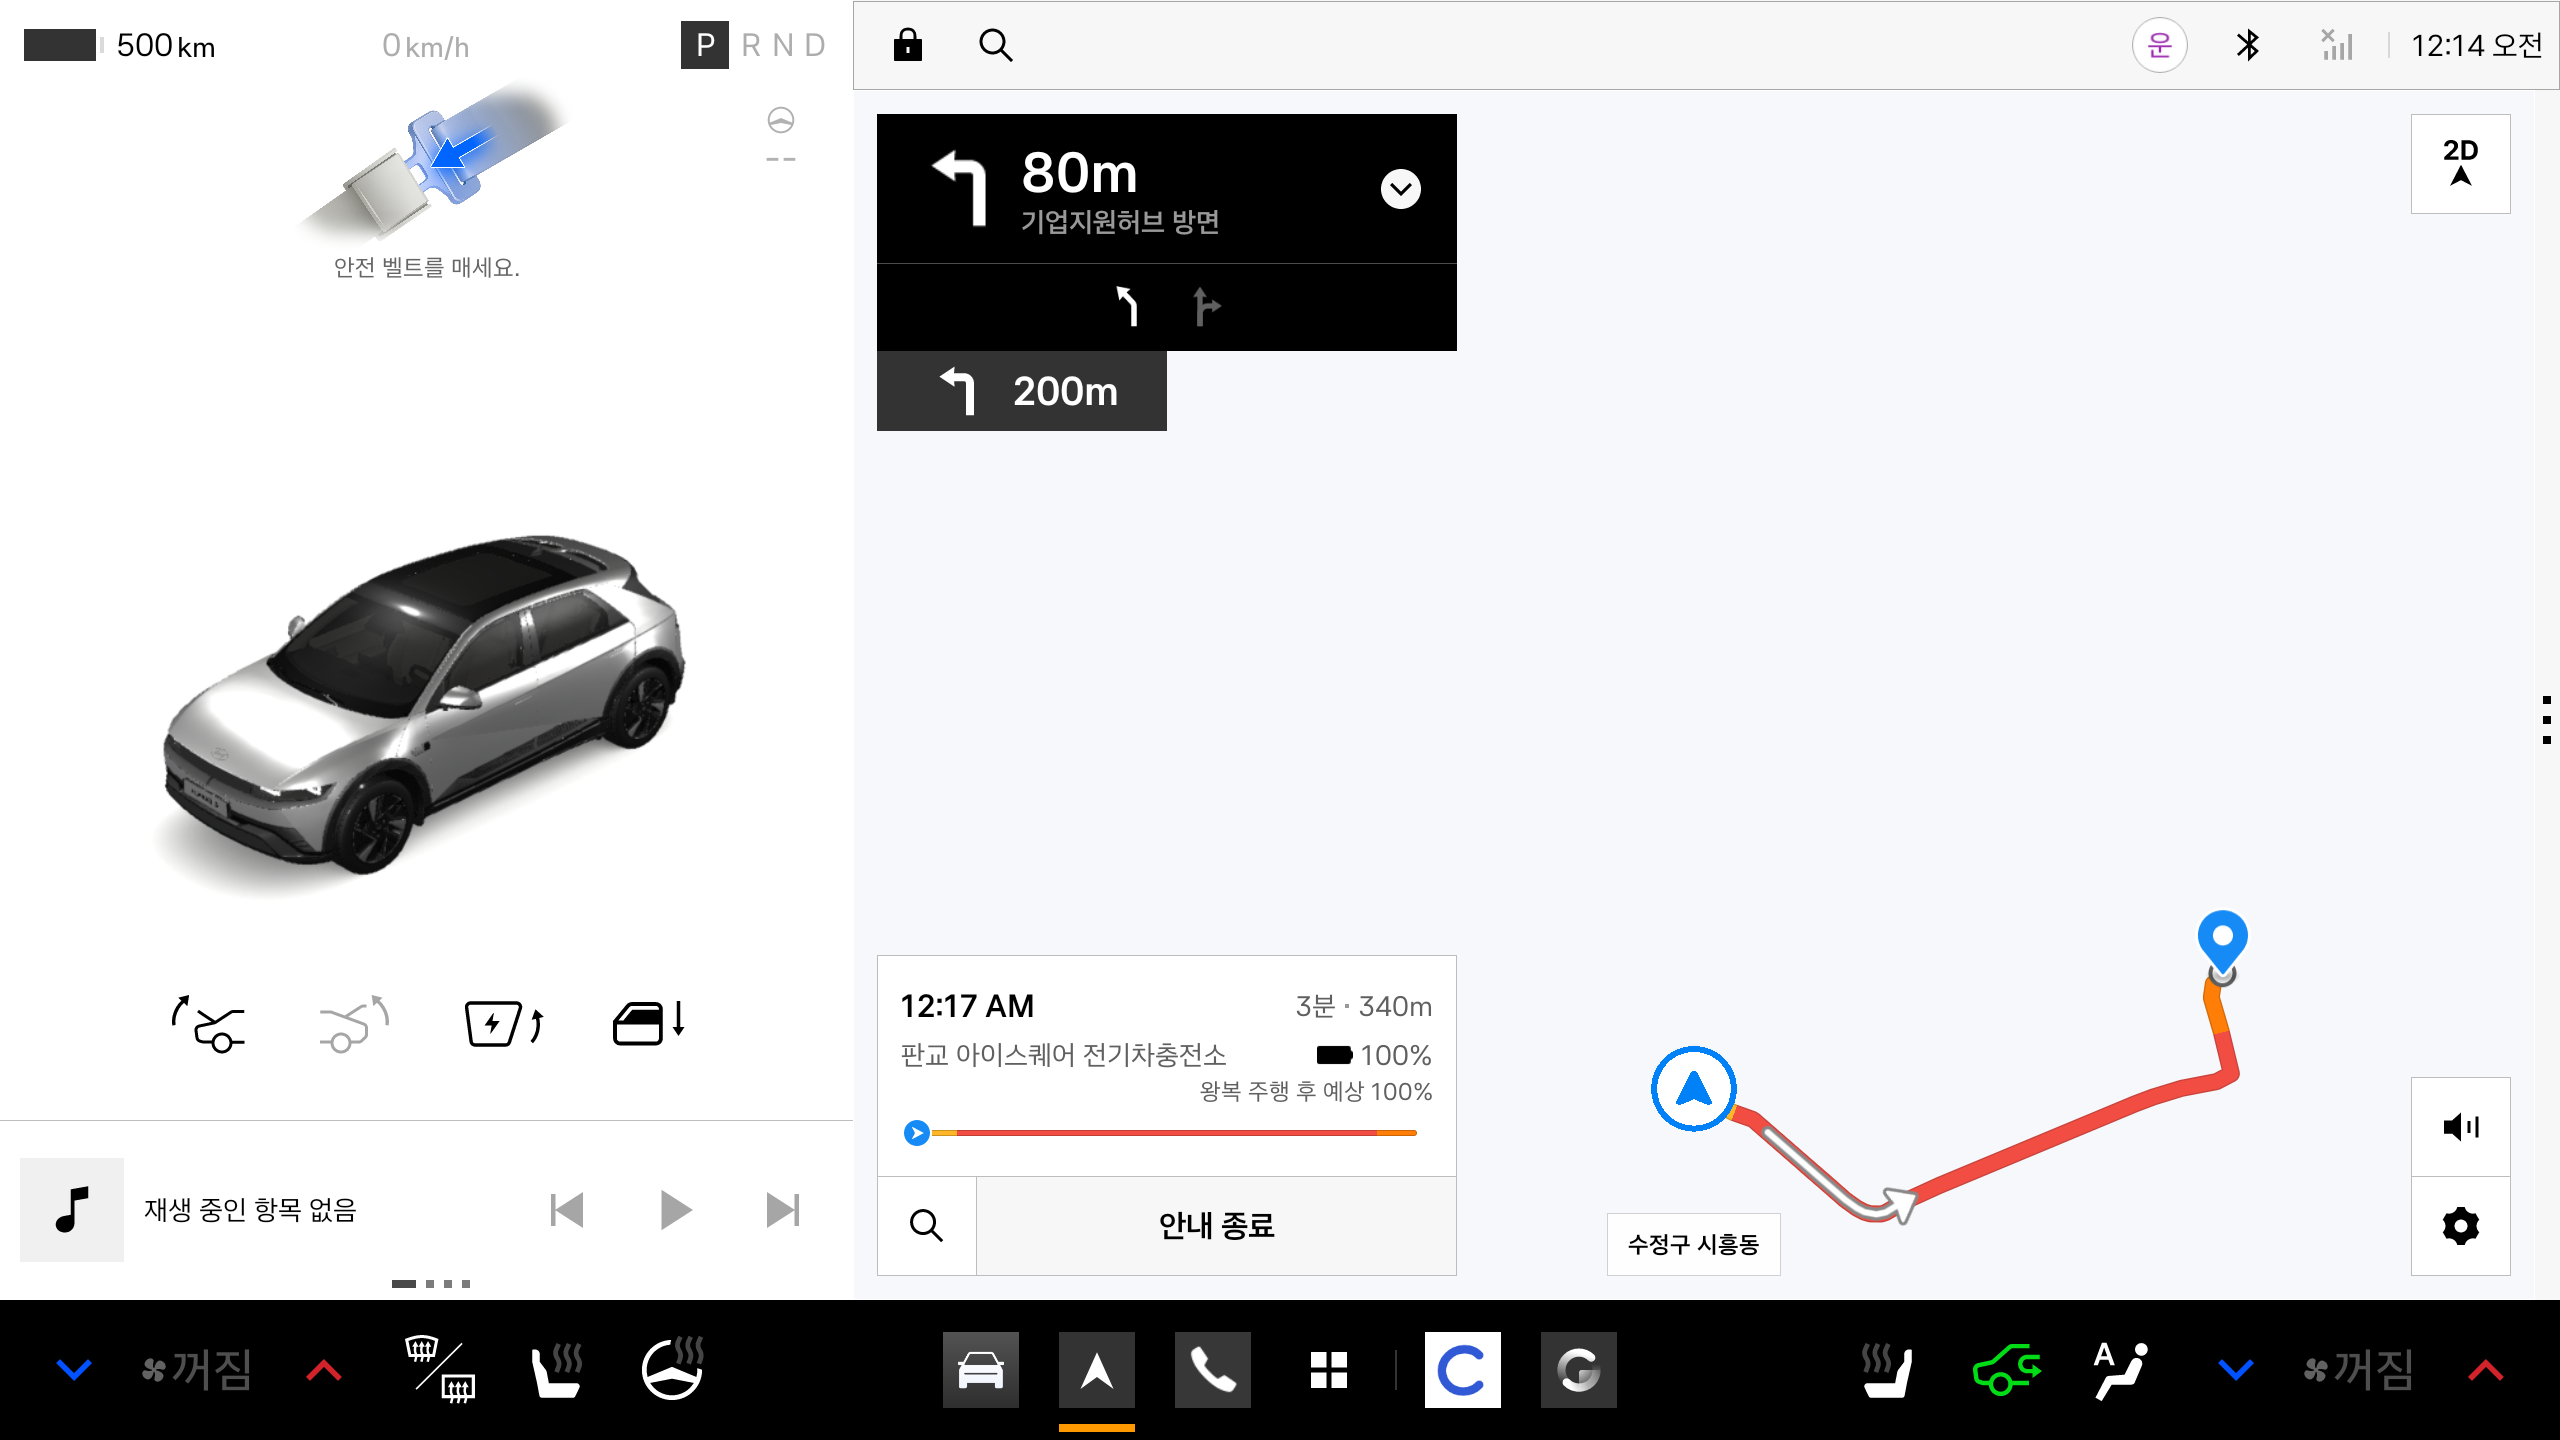 500 km
0 km/h
P R N D
안전 벨트를 매세요.
재생 중인 항목 없음
운
12:14 오전
80m
기업지원허브 방면
200m
2D
12:17 AM
3분 · 340m
판교 아이스퀘어 전기차충전소
100%
왕복 주행 후 예상 100%
안내 종료
수정구 시흥동
꺼짐
A
꺼짐